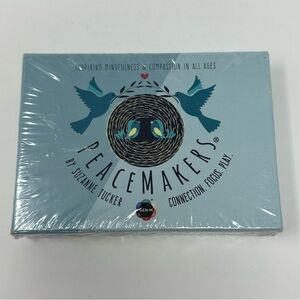 INSPIRING MINDFULNESS & COMPASSION IN ALL AGES
PEACEMAKERS®
BY SUZANNE TUCKER
CONNECTION. FOCUS. PLAY.